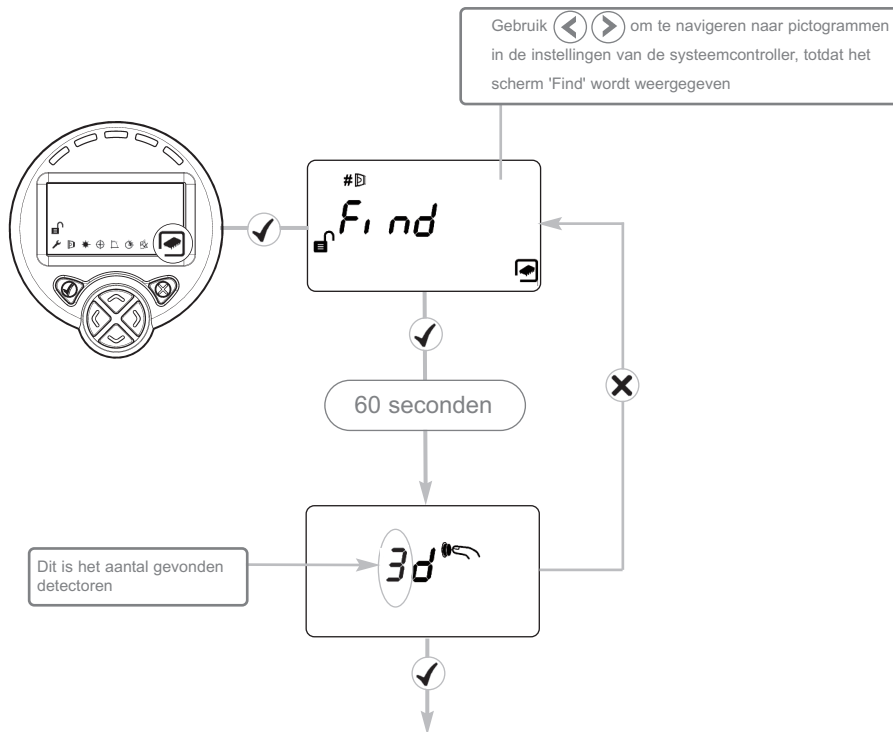 Gebruik om te navigeren naar pictogrammen
in de instellingen van de systeemcontroller, totdat het
scherm 'Find' wordt weergegeven
#
Find
60 seconden
3d
Dit is het aantal gevonden
detectoren